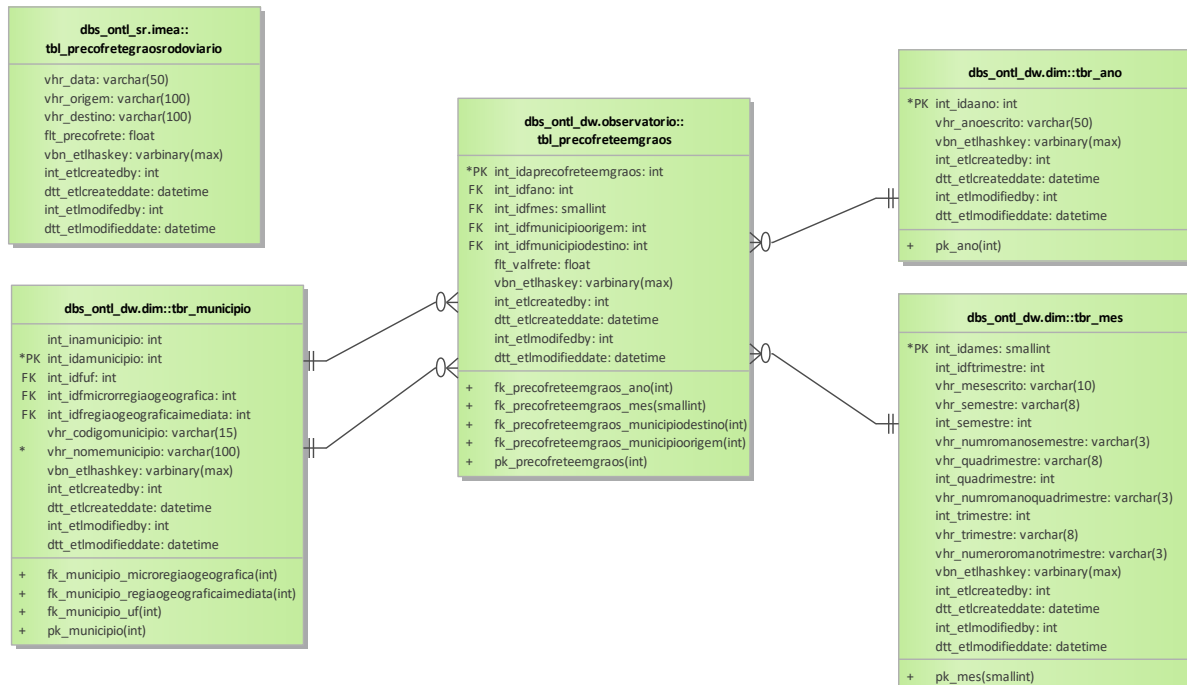 dbs_ontl_sr.imea::
tbl_precofretegraosrodoviario
vhr_data: varchar(50)
vhr_origem: varchar(100)
vhr_destino: varchar(100)
flt_precofrete: float
vbn_etlhaskey: varbinary(max)
int_etlcreatedby: int
dtt_etlcreateddate: datetime
int_etlmodifedby: int
dtt_etlmodifieddate: datetime
dbs_ontl_dw.dim::tbr_municipio
int_inamunicipio: int
*PK int_idamunicipio: int
FK int_idfuf: int
FK int_idfmicrorregiaogeografica: int
FK int_idfregiaogeograficaimediata: int
vhr_codigomunicipio: varchar(15)
* vhr_nomemunicipio: varchar(100)
vbn_etlhashkey: varbinary(max)
int_etlcreatedby: int
dtt_etlcreateddate: datetime
int_etlmodifiedby: int
dtt_etlmodifieddate: datetime
+ fk_municipio_microregiaogeografica(int)
+ fk_municipio_regiaogeograficaimediata(int)
+ fk_municipio_uf(int)
+ pk_municipio(int)
dbs_ontl_dw.observatorio::
tbl_precofreteemgraos
*PK int_idaprecofreteemgraos: int
FK int_idfano: int
FK int_idfmes: smallint
FK int_idfmunicipioorigem: int
FK int_idfmunicipiodestino: int
flt_valfrete: float
vbn_etlhaskey: varbinary(max)
int_etlcreatedby: int
dtt_etlcreateddate: datetime
int_etlmodifedby: int
dtt_etlmodifieddate: datetime
+ fk_precofreteemgraos_ano(int)
+ fk_precofreteemgraos_mes(smallint)
+ fk_precofreteemgraos_municipiodestino(int)
+ fk_precofreteemgraos_municipioorigem(int)
+ pk_precofreteemgraos(int)
dbs_ontl_dw.dim::tbr_ano
*PK int_idaano: int
vhr_anoescrito: varchar(50)
vbn_etlhashkey: varbinary(max)
int_etlcreatedby: int
dtt_etlcreateddate: datetime
int_etlmodifiedby: int
dtt_etlmodifieddate: datetime
+ pk_ano(int)
dbs_ontl_dw.dim::tbr_mes
*PK int_idames: smallint
int_idftrimestre: int
vhr_mesescrito: varchar(10)
vhr_semestre: varchar(8)
int_semestre: int
vhr_numromanosemestre: varchar(3)
vhr_quadrimestre: varchar(8)
int_quadrimestre: int
vhr_numromanoquadrimestre: varchar(3)
int_trimestre: int
vhr_trimestre: varchar(8)
vhr_numeroromanotrimestre: varchar(3)
vbn_etlhashkey: varbinary(max)
int_etlcreatedby: int
dtt_etlcreateddate: datetime
int_etlmodifiedby: int
dtt_etlmodifieddate: datetime
+ pk_mes(smallint)